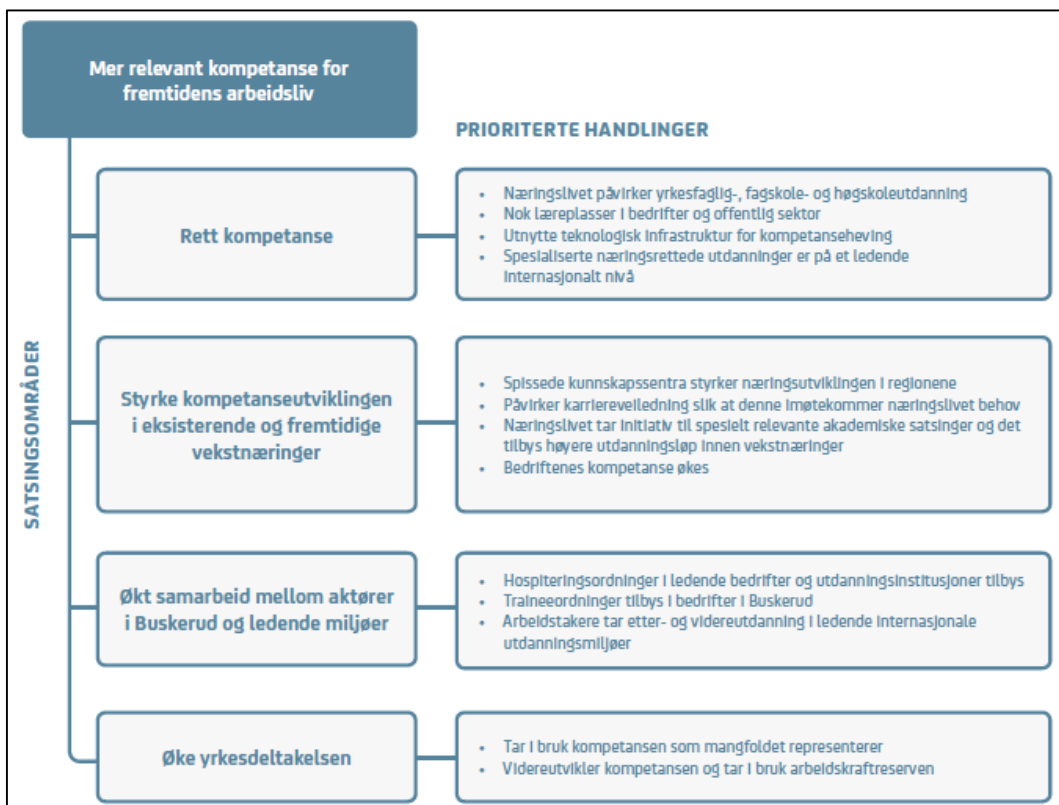 Mer relevant kompetanse for
fremtidens arbeidsliv
PRIORITERTE HANDLINGER
SATSINGSOMRÅDER
Rett kompetanse
• Næringslivet påvirker yrkesfaglig-, fagskole- og høgskoleutdanning
• Nok læreplasser i bedrifter og offentlig sektor
• Utnytte teknologisk infrastruktur for kompetanseheving
• Spesialiserte næringsrettede utdanninger er på et ledende
internasjonalt nivå
Styrke kompetanseutviklingen
i eksisterende og fremtidige
vekstnæringer
• Spissede kunnskapssentra styrker næringsutviklingen i regionene
• Påvirker karriereveiledning slik at denne imøtekommer næringslivet behov
• Næringslivet tar initiativ til spesielt relevante akademiske satsinger og det
tilbys høyere utdanningsløp innen vekstnæringer
• Bedriftenes kompetanse økes
Økt samarbeid mellom aktører
i Buskerud og ledende miljøer
• Hospiteringsordninger i ledende bedrifter og utdanningsinstitusjoner tilbys
• Traineeordninger tilbys i bedrifter i Buskerud
• Arbeidstakere tar etter- og videreutdanning i ledende internasjonale
utdanningsmiljøer
Øke yrkesdeltakelsen
• Tar i bruk kompetansen som mangfoldet representerer
• Videreutvikler kompetansen og tar i bruk arbeidskraftreserven